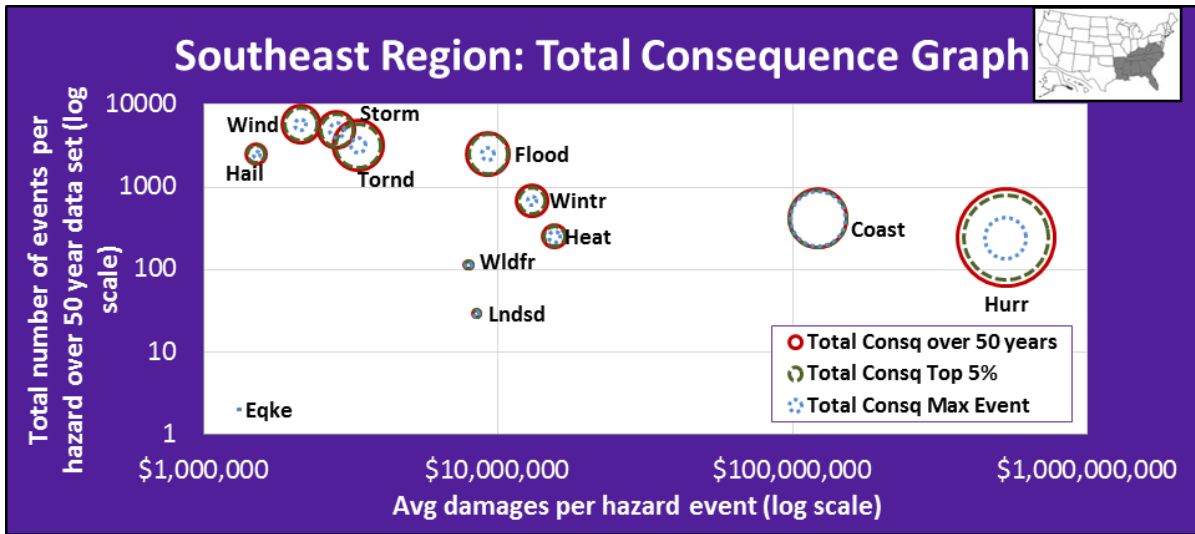 Southeast Region: Total Consequence Graph
Total number of events per
hazard over 50 year data set (log
scale)
10000
1000
100
10
1
Wind
Storm
Hail
Tornd
Flood
Wintr
Heat
Wldfr
Lndsd
Eqke
Coast
Hurr
Total Consq over 50 years
Total Consq Top 5%
Total Consq Max Event
$1,000,000
$10,000,000
$100,000,000
$1,000,000,000
Avg damages per hazard event (log scale)